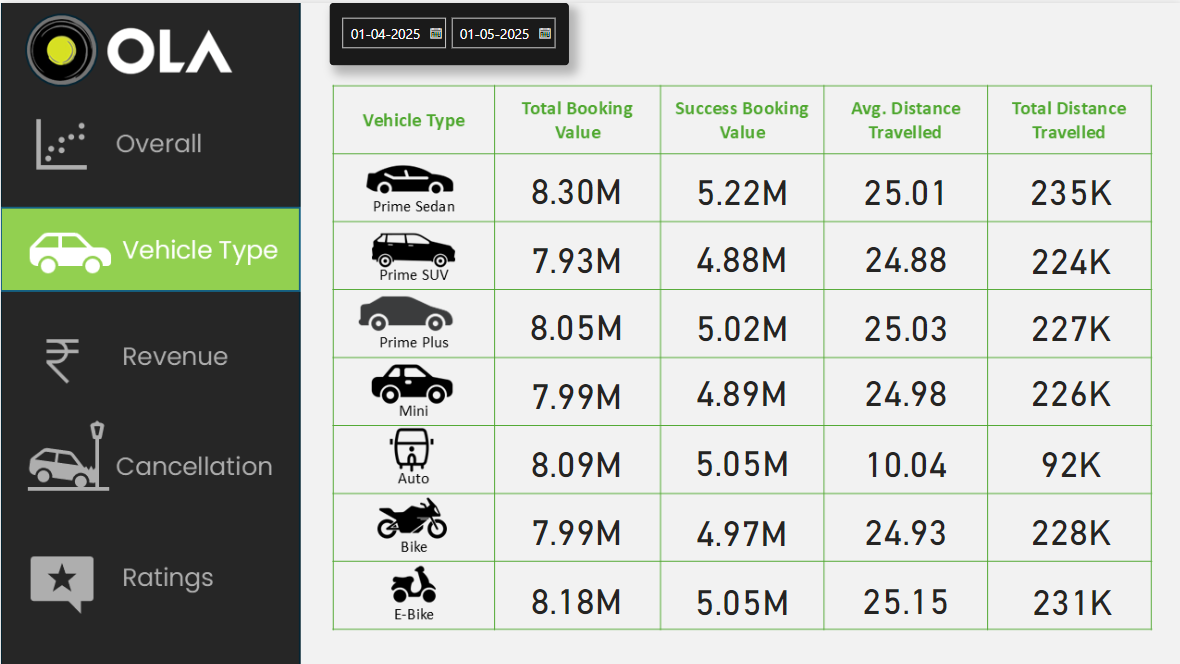 OLA
Overall
Vehicle Type
Revenue
Cancellation
Ratings
01-04-2025 01-05-2025
Vehicle Type Total Booking Value Success Booking Value Avg. Distance Travelled Total Distance Travelled
Prime Sedan 8.30M 5.22M 25.01 235K
Prime SUV 7.93M 4.88M 24.88 224K
Prime Plus 8.05M 5.02M 25.03 227K
Mini 7.99M 4.89M 24.98 226K
Auto 8.09M 5.05M 10.04 92K
Bike 7.99M 4.97M 24.93 228K
E-Bike 8.18M 5.05M 25.15 231K